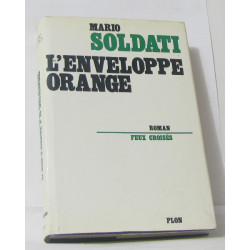 MARIO
SOLDATI
L'ENVELOPPE
ORANGE
ROMAN
FEUX CROISÉS
PLON